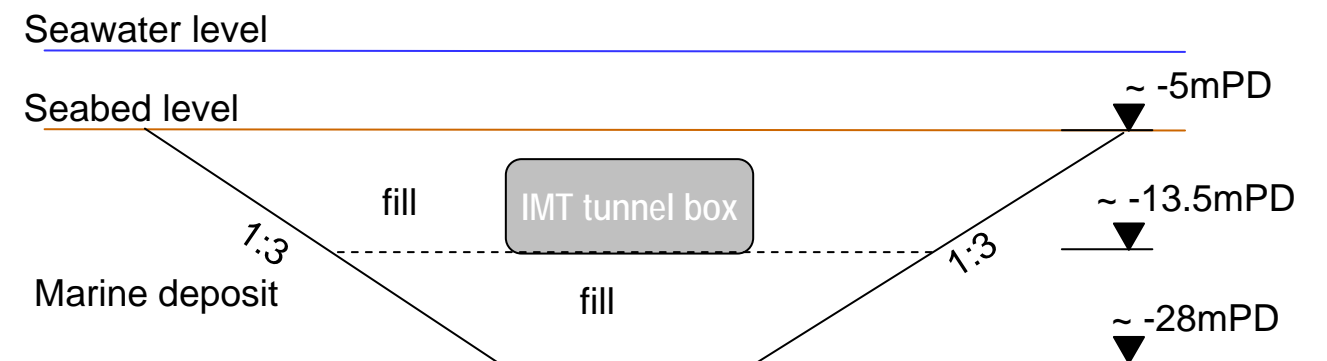 Seawater level
~ -5mPD
Seabed level
fill
IMT tunnel box
~ -13.5mPD
1:3
1:3
Marine deposit
fill
~ -28mPD